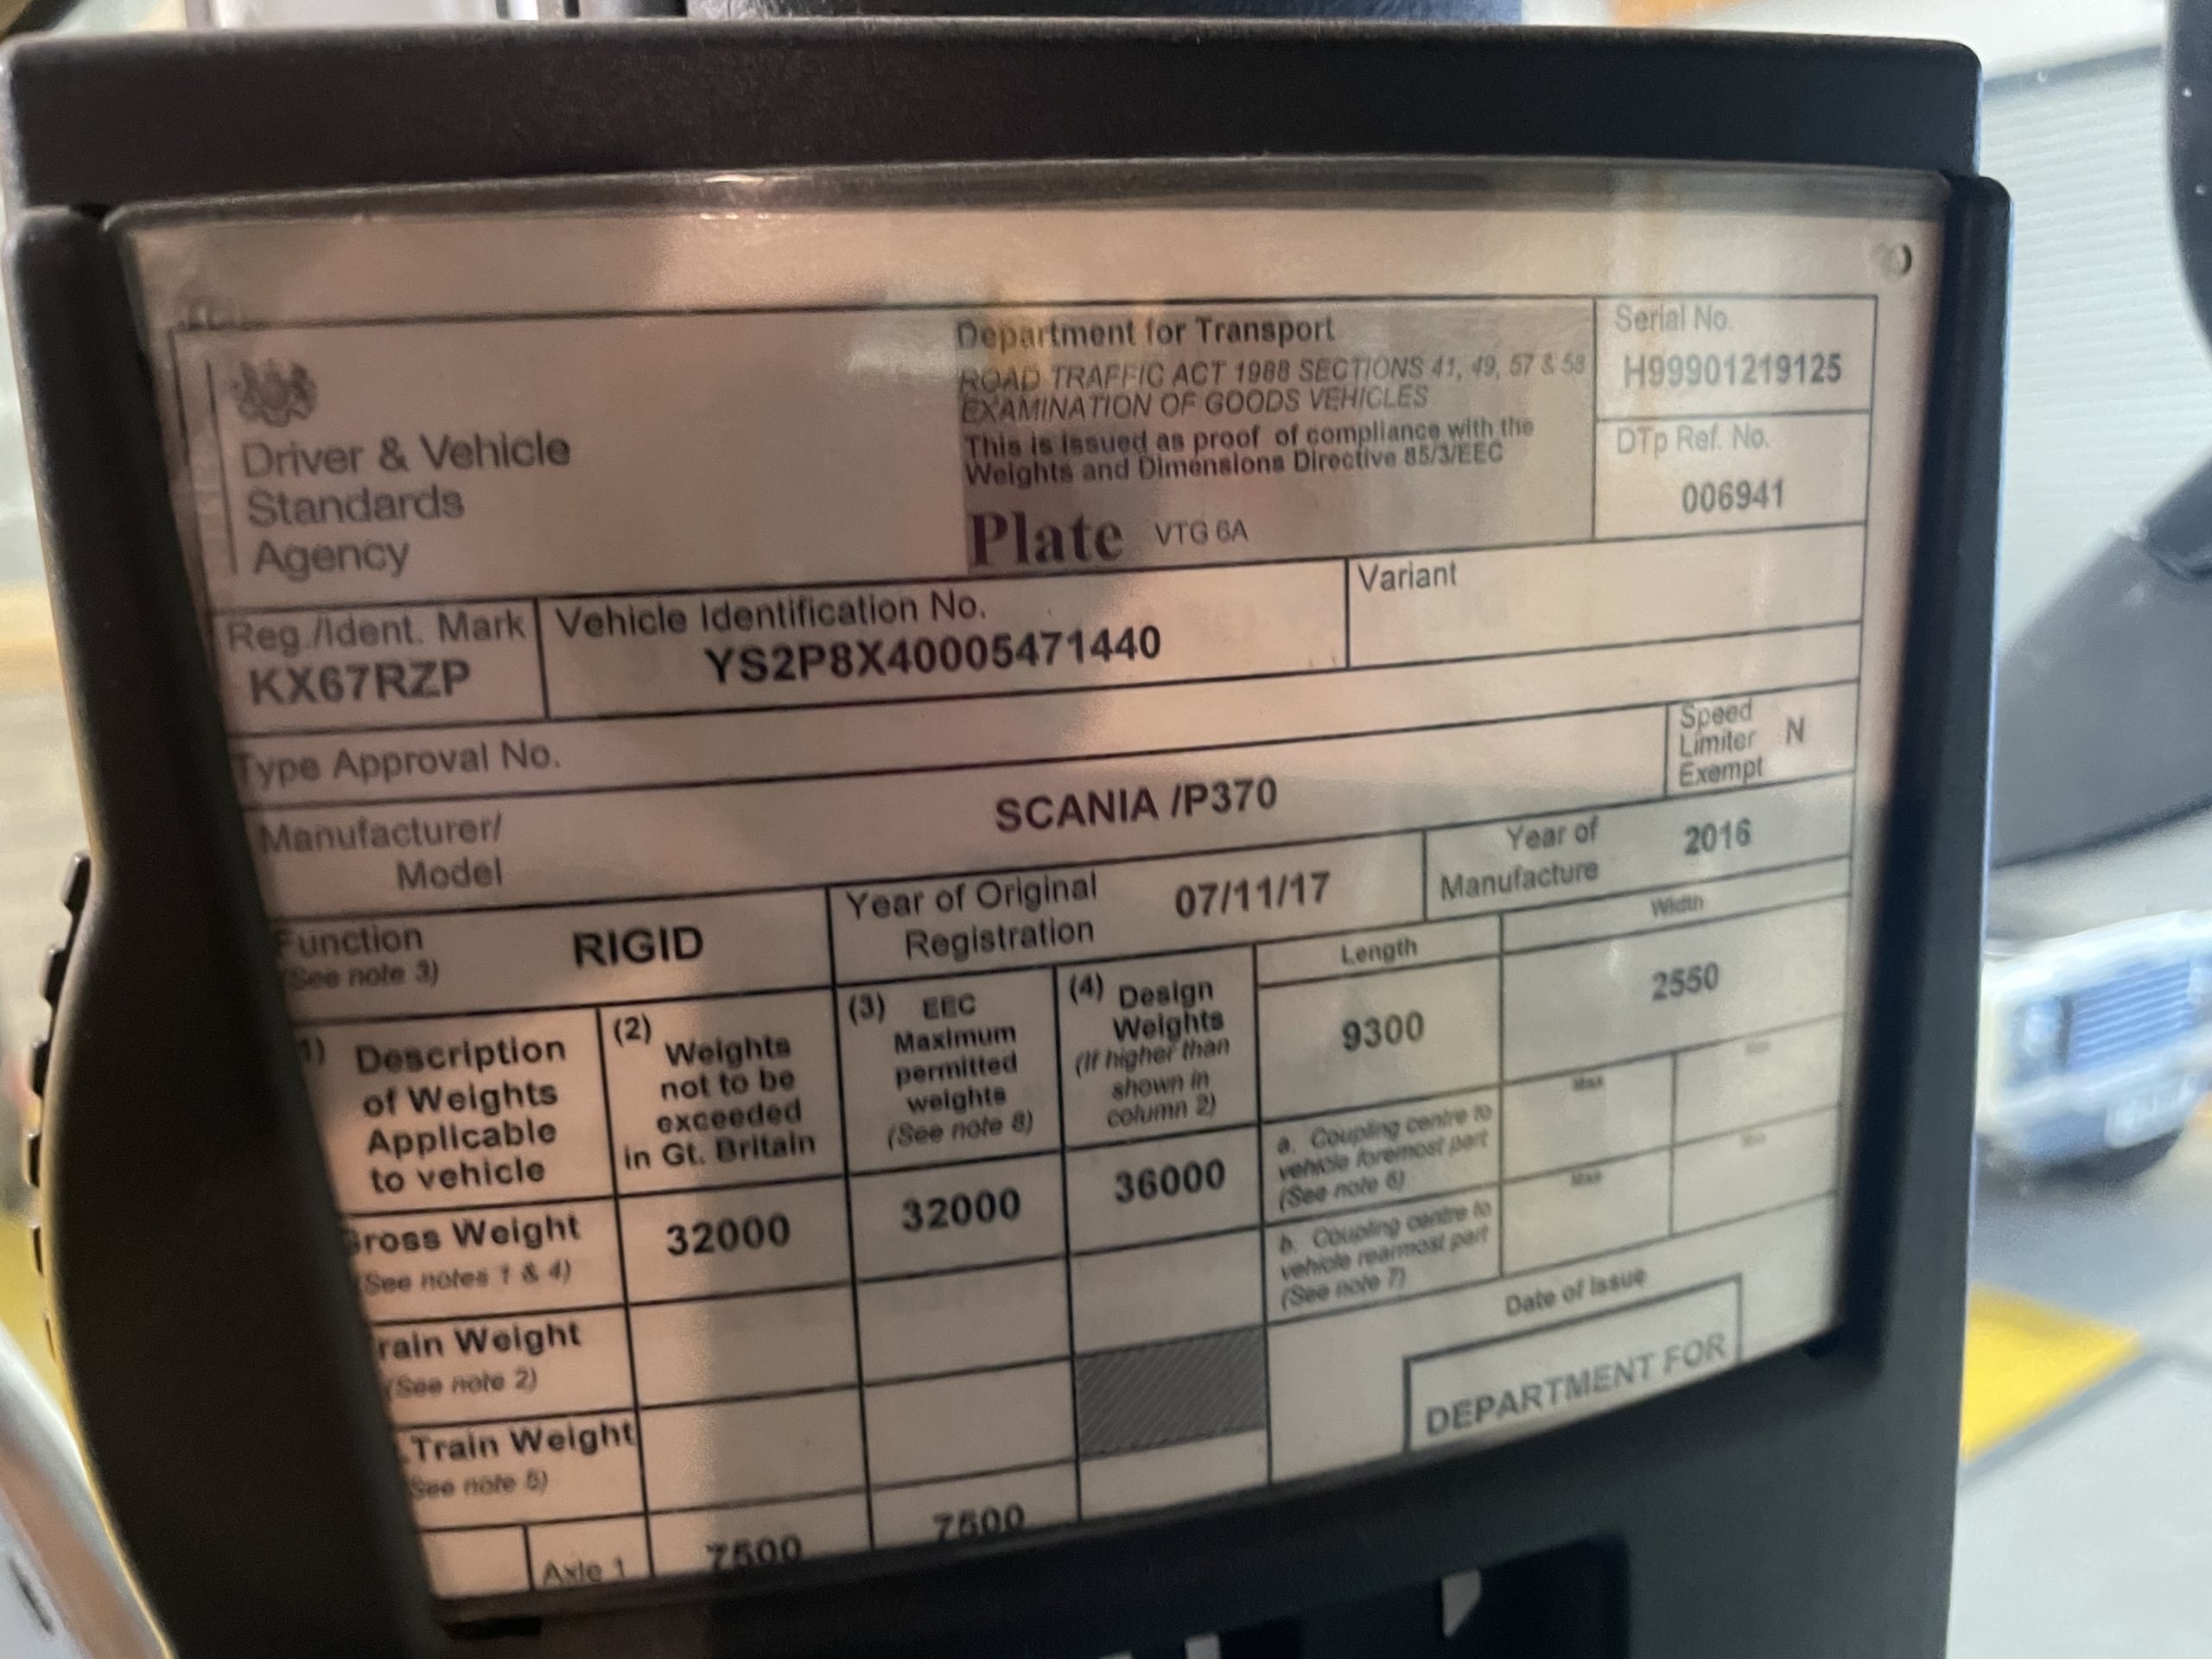 Department for Transport
ROAD TRAFFIC ACT 1988 SECTIONS 41, 49, 57 & 58
EXAMINATION OF GOODS VEHICLES
This is issued as proof of compliance with the
Weights and Dimensions Directive 85/3/EEC
Plate VTG 6A
Serial No.
H99901219125
DTp Ref. No.
006941
Driver & Vehicle
Standards
Agency
Reg./Ident. Mark
KX67RZP
Vehicle Identification No.
YS2P8X40005471440
Variant
Type Approval No.
Speed
Limiter
Exempt
N
Manufacturer/
Model
SCANIA /P370
Function
(See note 3)
RIGID
Year of Original
Registration
07/11/17
Year of
Manufacture
2016
Length
9300
Width
2550
1) Description
of Weights
Applicable
to vehicle
(2) Weights
not to be
exceeded
in Gt. Britain
(3) EEC
Maximum
permitted
weights
(See note 8)
(4) Design
Weights
(If higher than
shown in
column 2)
a. Coupling centre to
vehicle foremost part
(See note 6)
Max
b. Coupling centre to
vehicle rearmost part
(See note 7)
Max
Gross Weight
(See notes 1 & 4)
32000
32000
36000
rain Weight
(See note 2)
.Train Weight
See note 5)
Date of Issue
DEPARTMENT FOR
Axle 1
7500
7500